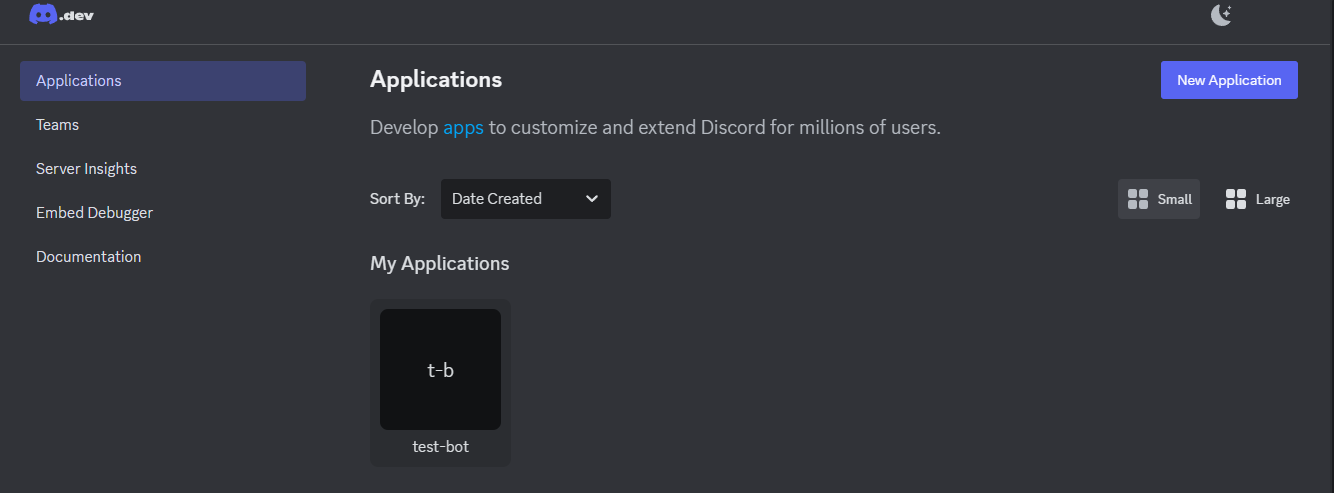 .dev
Applications
Teams
Server Insights
Embed Debugger
Documentation
Applications
New Application
Develop apps to customize and extend Discord for millions of users.
Sort By:
Date Created
Small
Large
My Applications
t-b
test-bot